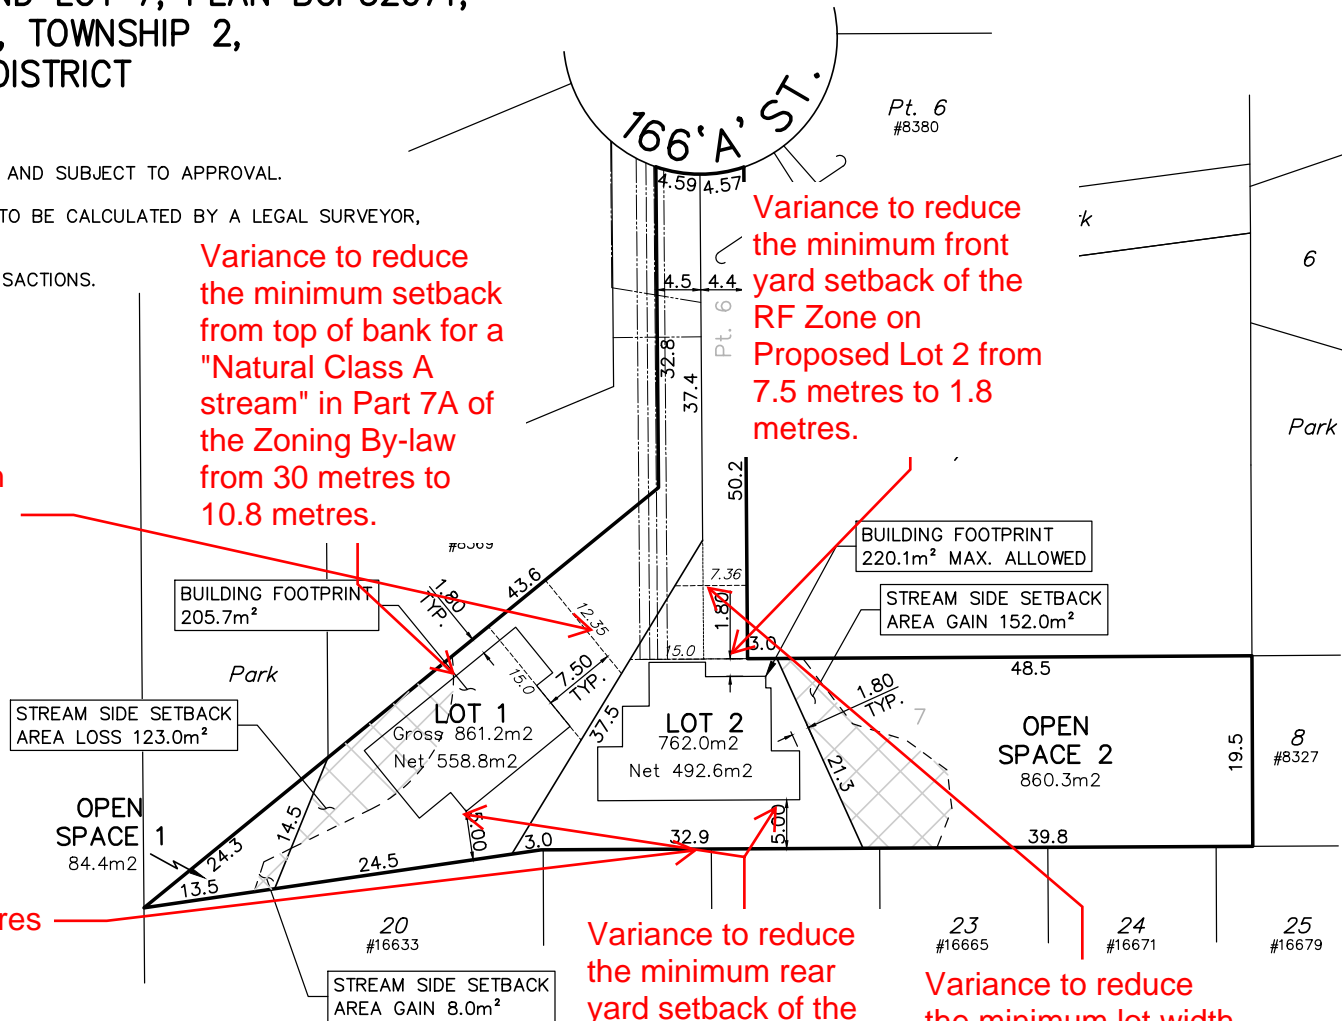 ND LOT 7, PLAN BCP32071,
, TOWNSHIP 2,
DISTRICT
AND SUBJECT TO APPROVAL.
TO BE CALCULATED BY A LEGAL SURVEYOR,
SACTIONS.
166'A' ST.
Pt. 6
#8380
4.59 4.57
Variance to reduce
the minimum setback
from top of bank for a
"Natural Class A
stream" in Part 7A of
the Zoning By-law
from 30 metres to
10.8 metres.
Variance to reduce
the minimum front
yard setback of the
RF Zone on
Proposed Lot 2 from
7.5 metres to 1.8
metres.
6
4.5 4.4
Pt. 6
32.8
37.4
Park
50.2
#8369
BUILDING FOOTPRINT
220.1m² MAX. ALLOWED
BUILDING FOOTPRINT
205.7m²
1.80
TYP.
43.6
12.35
7.36
1.80
STREAM SIDE SETBACK
AREA GAIN 152.0m²
15.0
3.0
48.5
Park
15.0
7.50
TYP.
37.5
1.80
TYP.
7
STREAM SIDE SETBACK
AREA LOSS 123.0m²
LOT 1
Gross 861.2m2
Net 558.8m2
LOT 2
762.0m2
Net 492.6m2
21.3
OPEN
SPACE 2
860.3m2
19.5
8
#8327
OPEN
SPACE 1
84.4m2
14.5
24.3
13.5
24.5
5.00
3.0
32.9
5.00
39.8
res
20
#16633
23
#16665
24
#16671
25
#16679
STREAM SIDE SETBACK
AREA GAIN 8.0m²
Variance to reduce
the minimum rear
yard setback of the
Variance to reduce
the minimum lot width